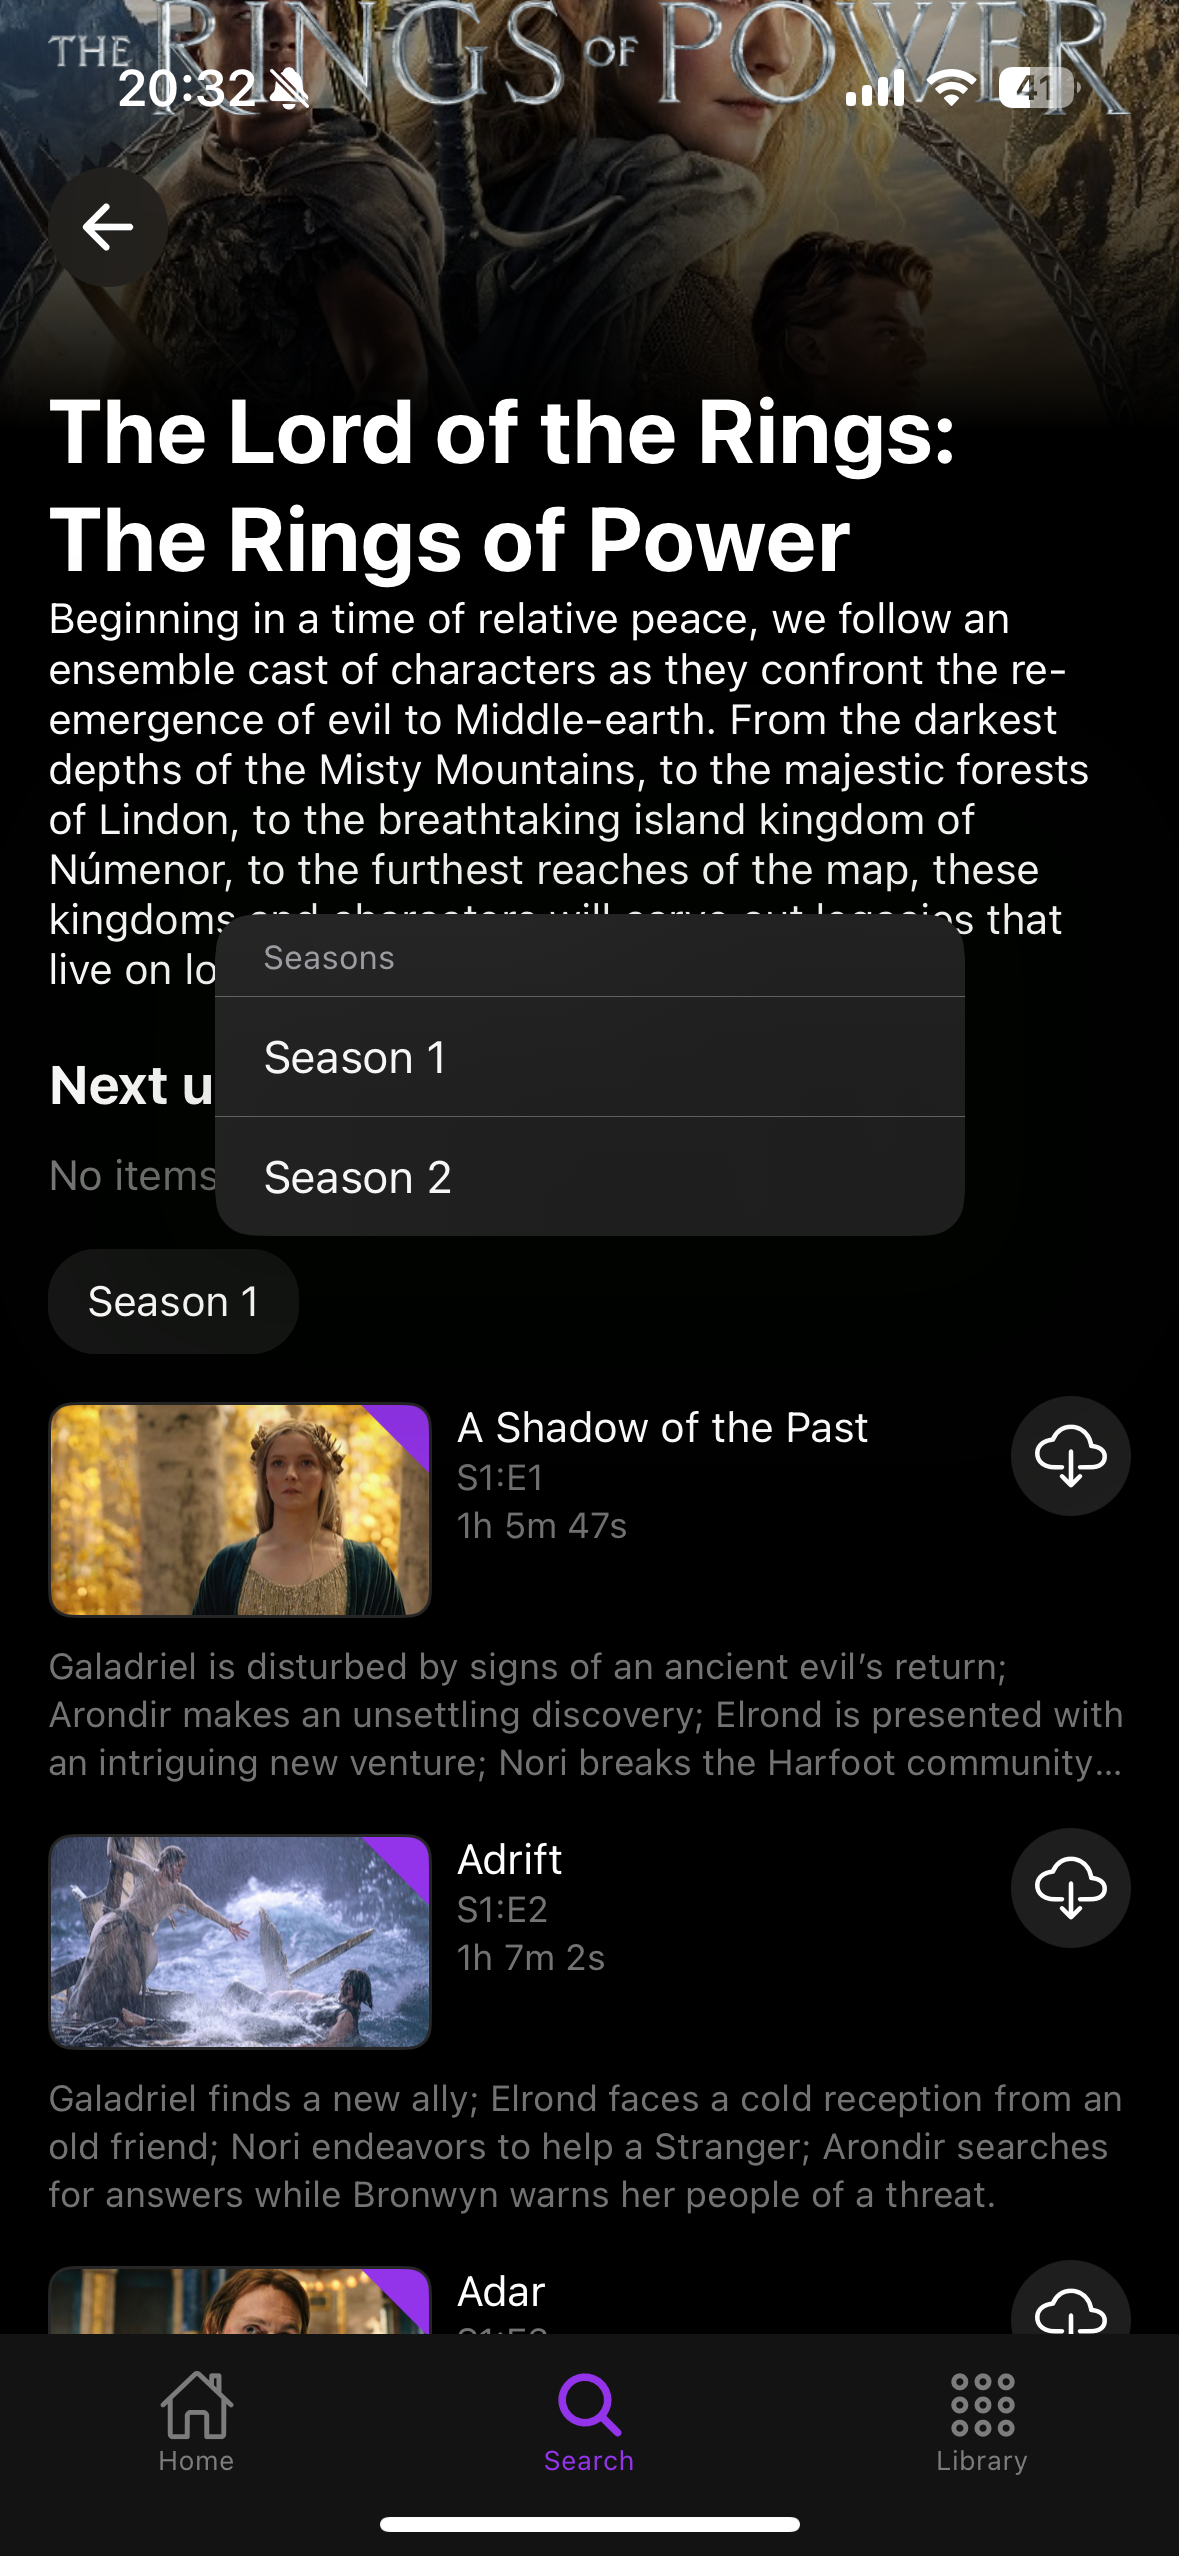 THE RINGS OF POWER
20:32
41
The Lord of the Rings:
The Rings of Power
Beginning in a time of relative peace, we follow an
ensemble cast of characters as they confront the re-
emergence of evil to Middle-earth. From the darkest
depths of the Misty Mountains, to the majestic forests
of Lindon, to the breathtaking island kingdom of
Númenor, to the furthest reaches of the map, these
kingdoms and characters will carve out legacies that
live on lo
Seasons
Season 1
Season 2
Next u
No items
Season 1
A Shadow of the Past
S1:E1
1h 5m 47s
Galadriel is disturbed by signs of an ancient evil’s return;
Arondir makes an unsettling discovery; Elrond is presented with
an intriguing new venture; Nori breaks the Harfoot community...
Adrift
S1:E2
1h 7m 2s
Galadriel finds a new ally; Elrond faces a cold reception from an
old friend; Nori endeavors to help a Stranger; Arondir searches
for answers while Bronwyn warns her people of a threat.
Adar
S1:E3
Home
Search
Library